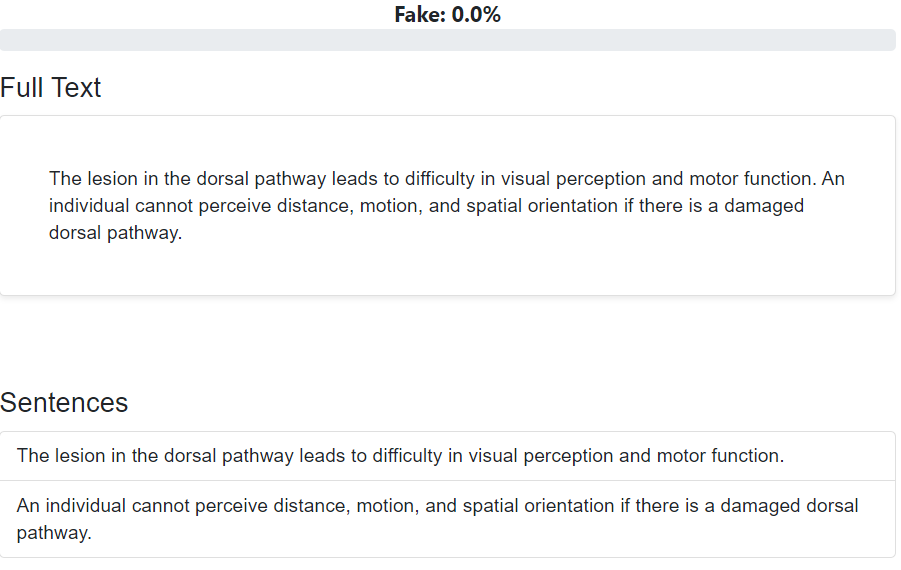 Fake: 0.0%
Full Text
The lesion in the dorsal pathway leads to difficulty in visual perception and motor function. An
individual cannot perceive distance, motion, and spatial orientation if there is a damaged
dorsal pathway.
Sentences
The lesion in the dorsal pathway leads to difficulty in visual perception and motor function.
An individual cannot perceive distance, motion, and spatial orientation if there is a damaged dorsal
pathway.